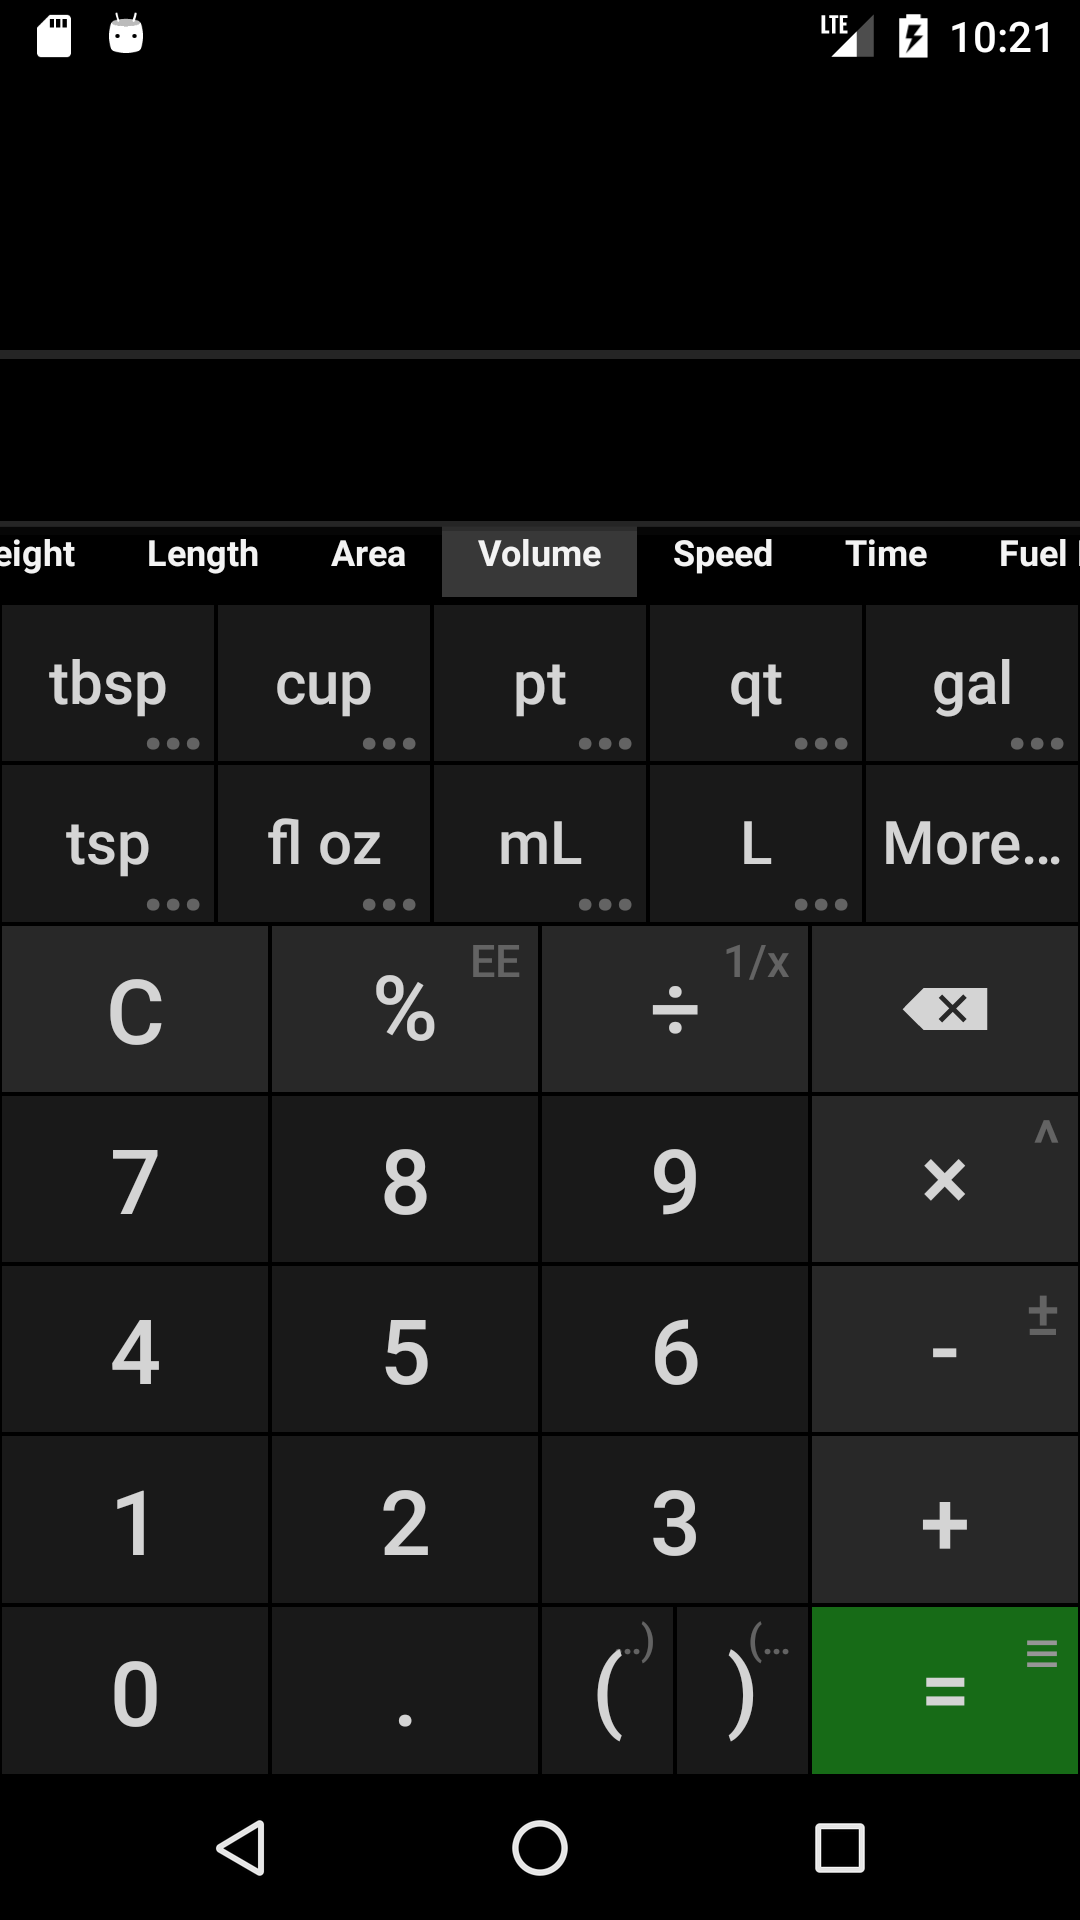 LTE 10:21
eight Length Area Volume Speed Time Fuel
tbsp cup pt qt gal
tsp fl oz mL L More...
C % EE ÷ 1/x
7 8 9 × ^
4 5 6 - ±
1 2 3 +
0 . ( ..) ) (... =